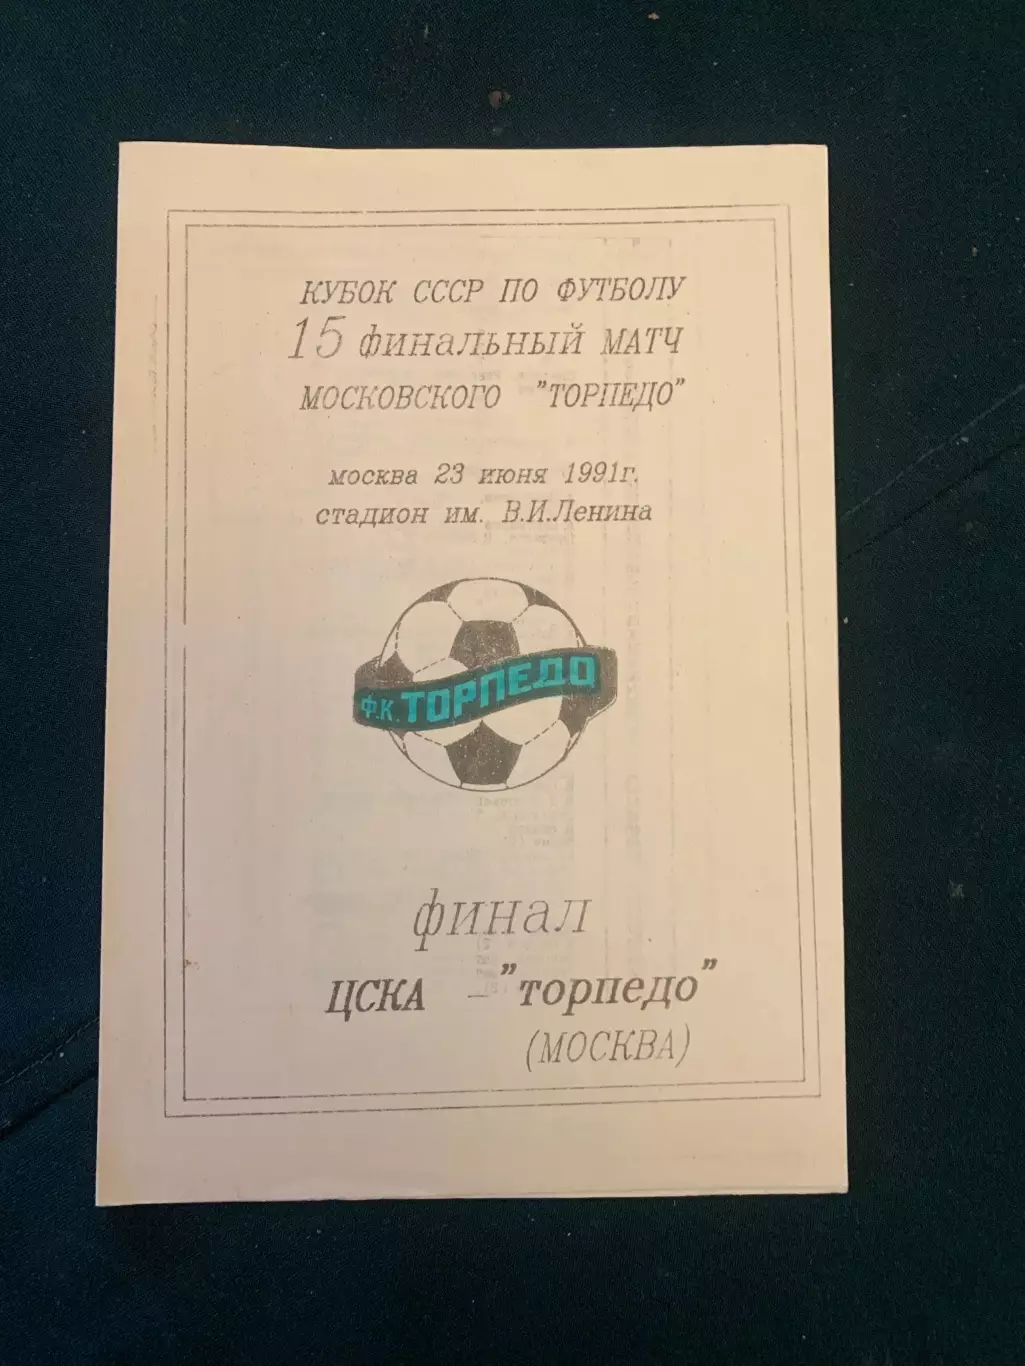 КУБОК СССР ПО ФУТБОЛУ
15 финальный МАТЧ
МОСКОВСКОГО "ТОРПЕДО"
москва 23 июня 1991г.
стадион им. В.И.Ленина
Ф.К. ТОРПЕДО
финал
ЦСКА - "торпедо"
(МОСКВА)